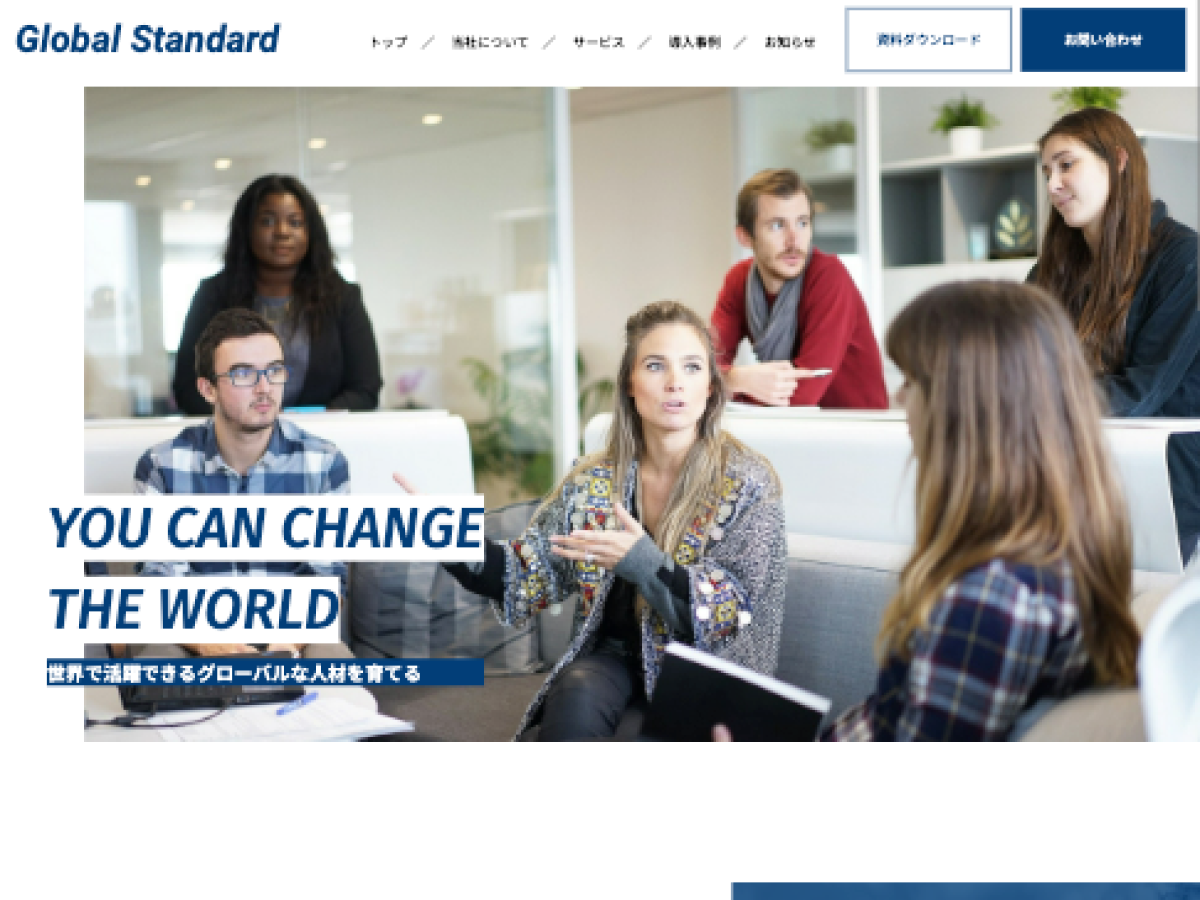 Global Standard
トップ ／ 当社について ／ サービス ／ 導入事例 ／ お知らせ
資料ダウンロード
お問い合わせ
YOU CAN CHANGE
THE WORLD
世界で活躍できるグローバルな人材を育てる